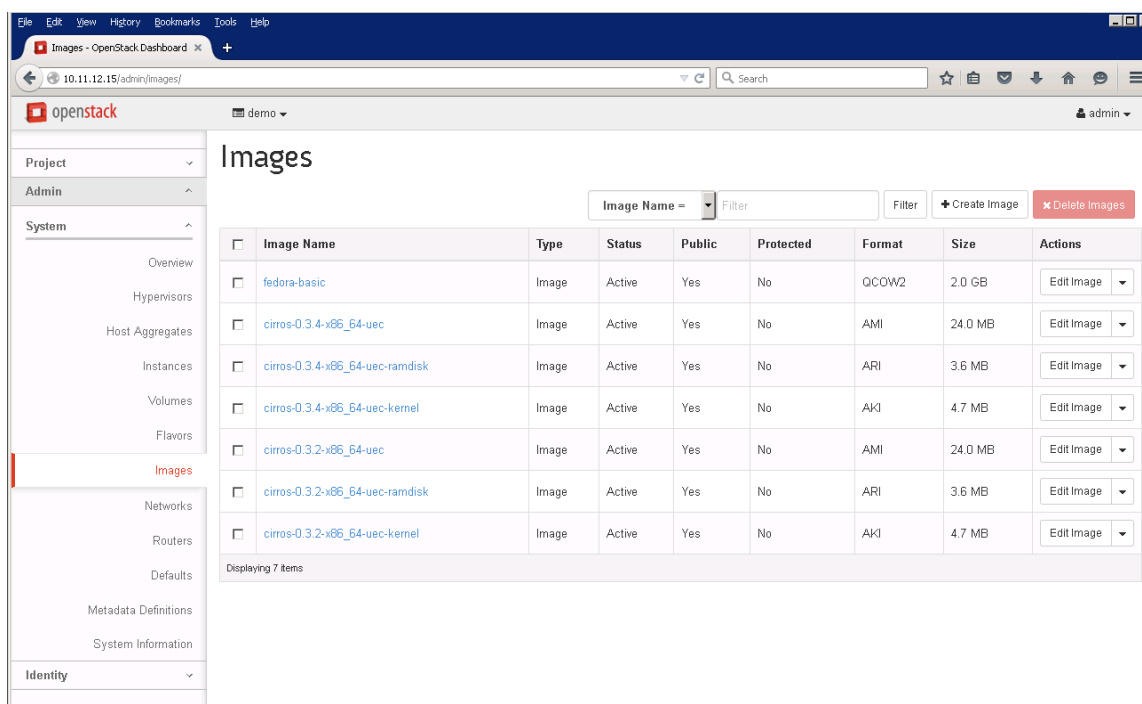 File Edit View History Bookmarks Tools Help
Images - OpenStack Dashboard × +
10.11.12.15/admin/images/ Search
openstack demo admin
Images
Project
Admin
Image Name = Filter Filter Create Image Delete Images
System
Image Name Type Status Public Protected Format Size Actions
Overview
fedora-basic Image Active Yes No QCOW2 2.0 GB Edit Image
Hypervisors
cirros-0.3.4-x86_64-uec Image Active Yes No AMI 24.0 MB Edit Image
Host Aggregates
cirros-0.3.4-x86_64-uec-ramdisk Image Active Yes No ARI 3.6 MB Edit Image
Instances
cirros-0.3.4-x86_64-uec-kernel Image Active Yes No AKI 4.7 MB Edit Image
Volumes
Flavors
cirros-0.3.2-x86_64-uec Image Active Yes No AMI 24.0 MB Edit Image
Images
cirros-0.3.2-x86_64-uec-ramdisk Image Active Yes No ARI 3.6 MB Edit Image
Networks
cirros-0.3.2-x86_64-uec-kernel Image Active Yes No AKI 4.7 MB Edit Image
Routers
Displaying 7 items
Defaults
Metadata Definitions
System Information
Identity